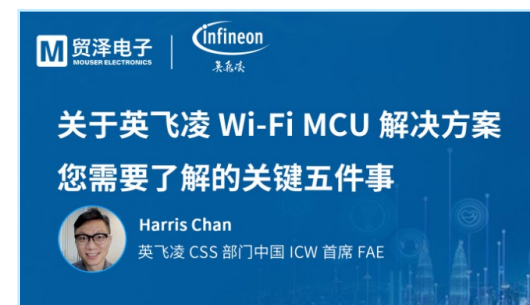 M 贸泽电子
MOUSER ELECTRONICS
infineon
英飞凌
关于英飞凌 Wi-Fi MCU 解决方案
您需要了解的关键五件事
Harris Chan
英飞凌 CSS 部门中国 ICW 首席 FAE